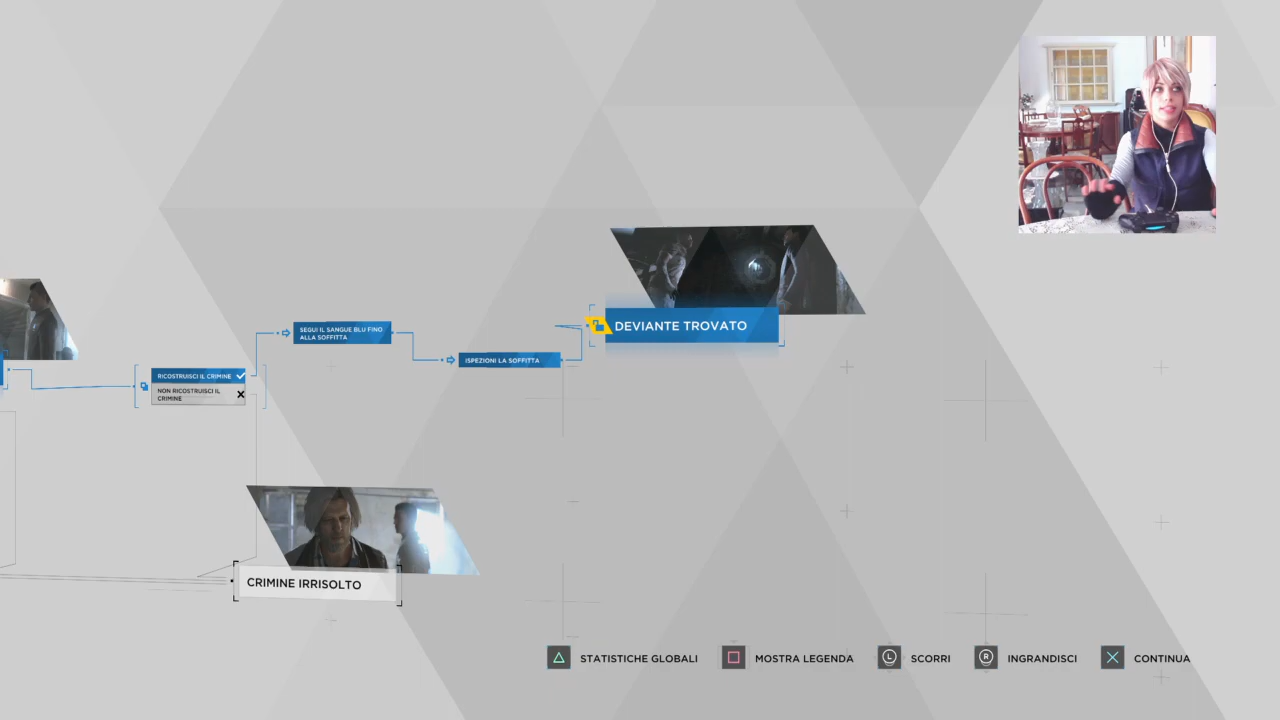 DEVIANTE TROVATO
SEGUI IL SANGUE BLU FINO
ALLA SOFFITTA
ISPEZIONI LA SOFFITTA
RICOSTRUISCI IL CRIMINE
NON RICOSTRUISCI IL
CRIMINE
CRIMINE IRRISOLTO
STATISTICHE GLOBALI
MOSTRA LEGENDA
L
SCORRI
R
INGRANDISCI
CONTINUA